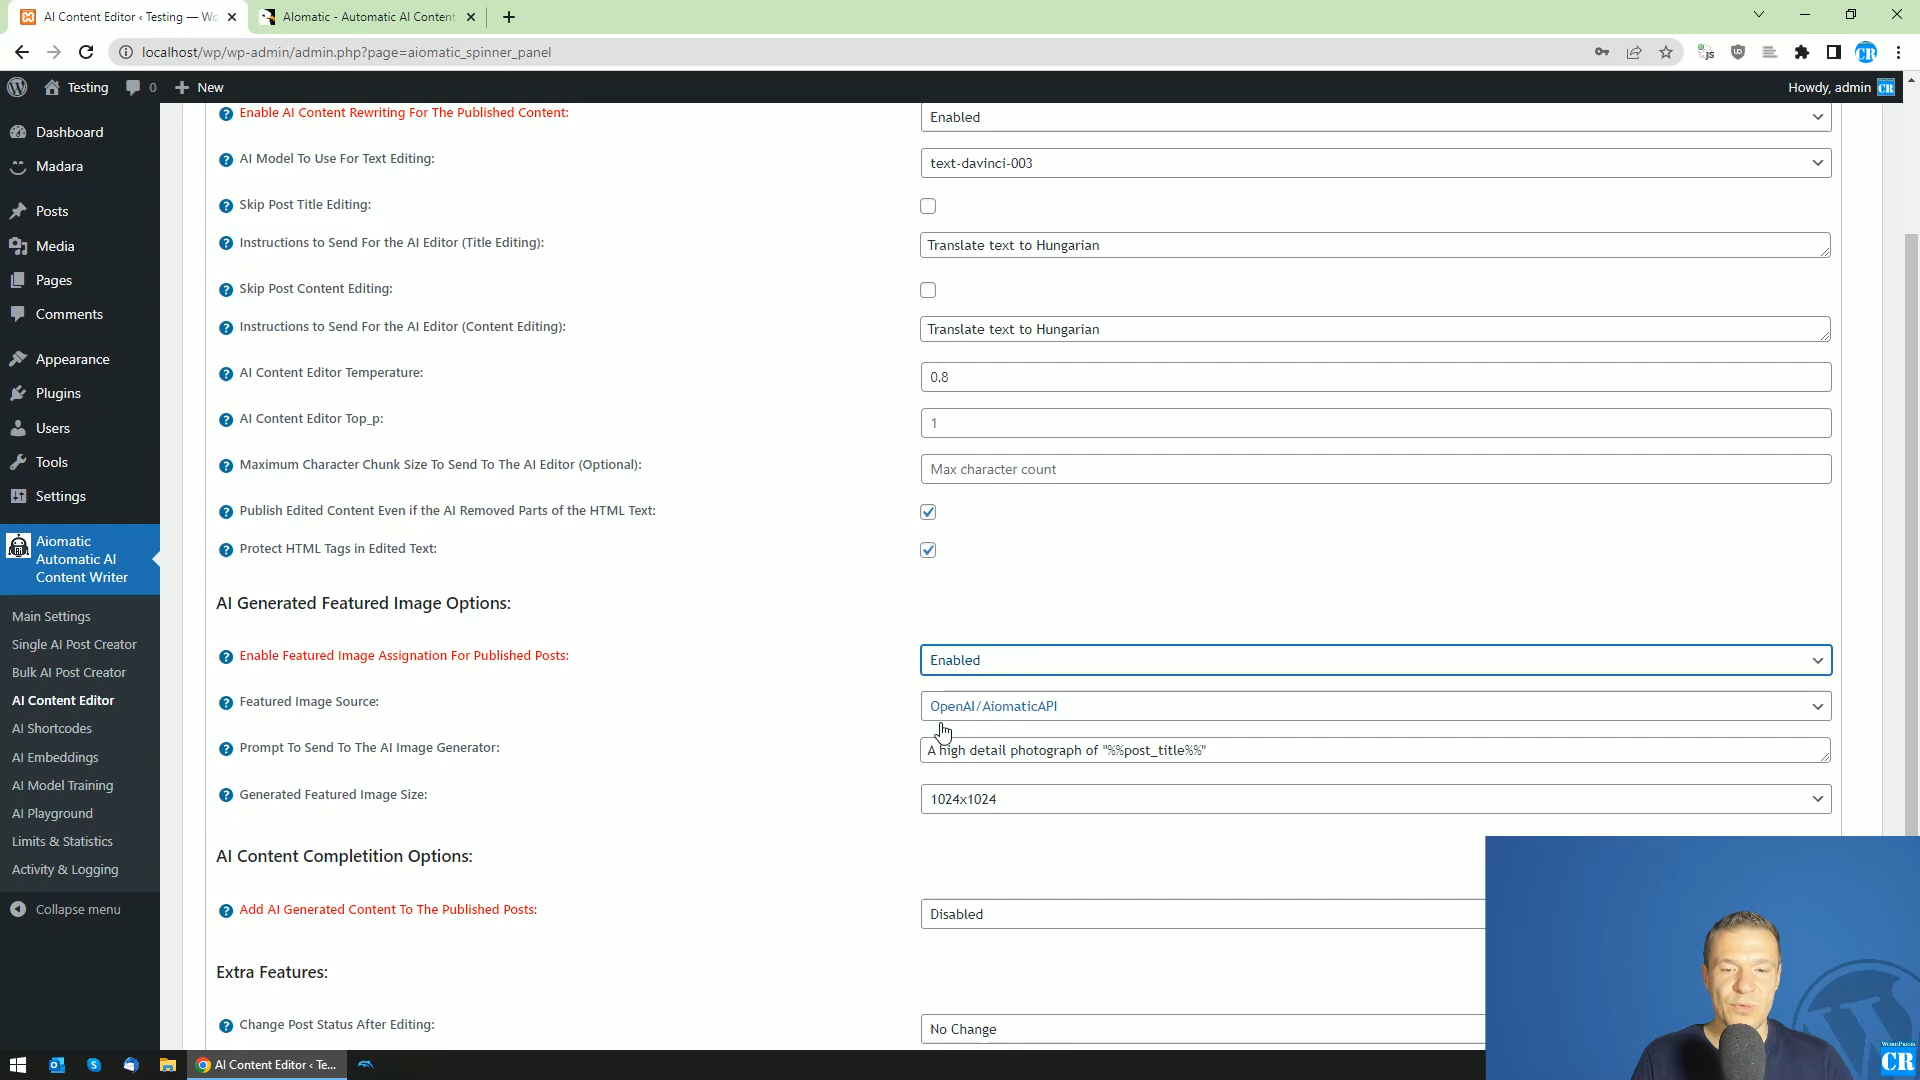 AI Content Editor ‹ Testing — Wo
AIomatic - Automatic AI Content
localhost/wp/wp-admin/admin.php?page=aiomatic_spinner_panel
Testing
0
New
Howdy, admin
Dashboard
Madara
Posts
Media
Pages
Comments
Appearance
Plugins
Users
Tools
Settings
Aiomatic
Automatic AI
Content Writer
Main Settings
Single AI Post Creator
Bulk AI Post Creator
AI Content Editor
AI Shortcodes
AI Embeddings
AI Model Training
AI Playground
Limits & Statistics
Activity & Logging
Collapse menu
Enable AI Content Rewriting For The Published Content:
Enabled
AI Model To Use For Text Editing:
text-davinci-003
Skip Post Title Editing:
Instructions to Send For the AI Editor (Title Editing):
Translate text to Hungarian
Skip Post Content Editing:
Instructions to Send For the AI Editor (Content Editing):
Translate text to Hungarian
AI Content Editor Temperature:
0.8
AI Content Editor Top_p:
1
Maximum Character Chunk Size To Send To The AI Editor (Optional):
Max character count
Publish Edited Content Even if the AI Removed Parts of the HTML Text:
Protect HTML Tags in Edited Text:
AI Generated Featured Image Options:
Enable Featured Image Assignation For Published Posts:
Enabled
Featured Image Source:
OpenAI/AiomaticAPI
Prompt To Send To The AI Image Generator:
A high detail photograph of "%%post_title%%"
Generated Featured Image Size:
1024x1024
AI Content Completition Options:
Add AI Generated Content To The Published Posts:
Disabled
Extra Features:
Change Post Status After Editing:
No Change
WORDPRESS
CR
AI Content Editor ‹ Te...